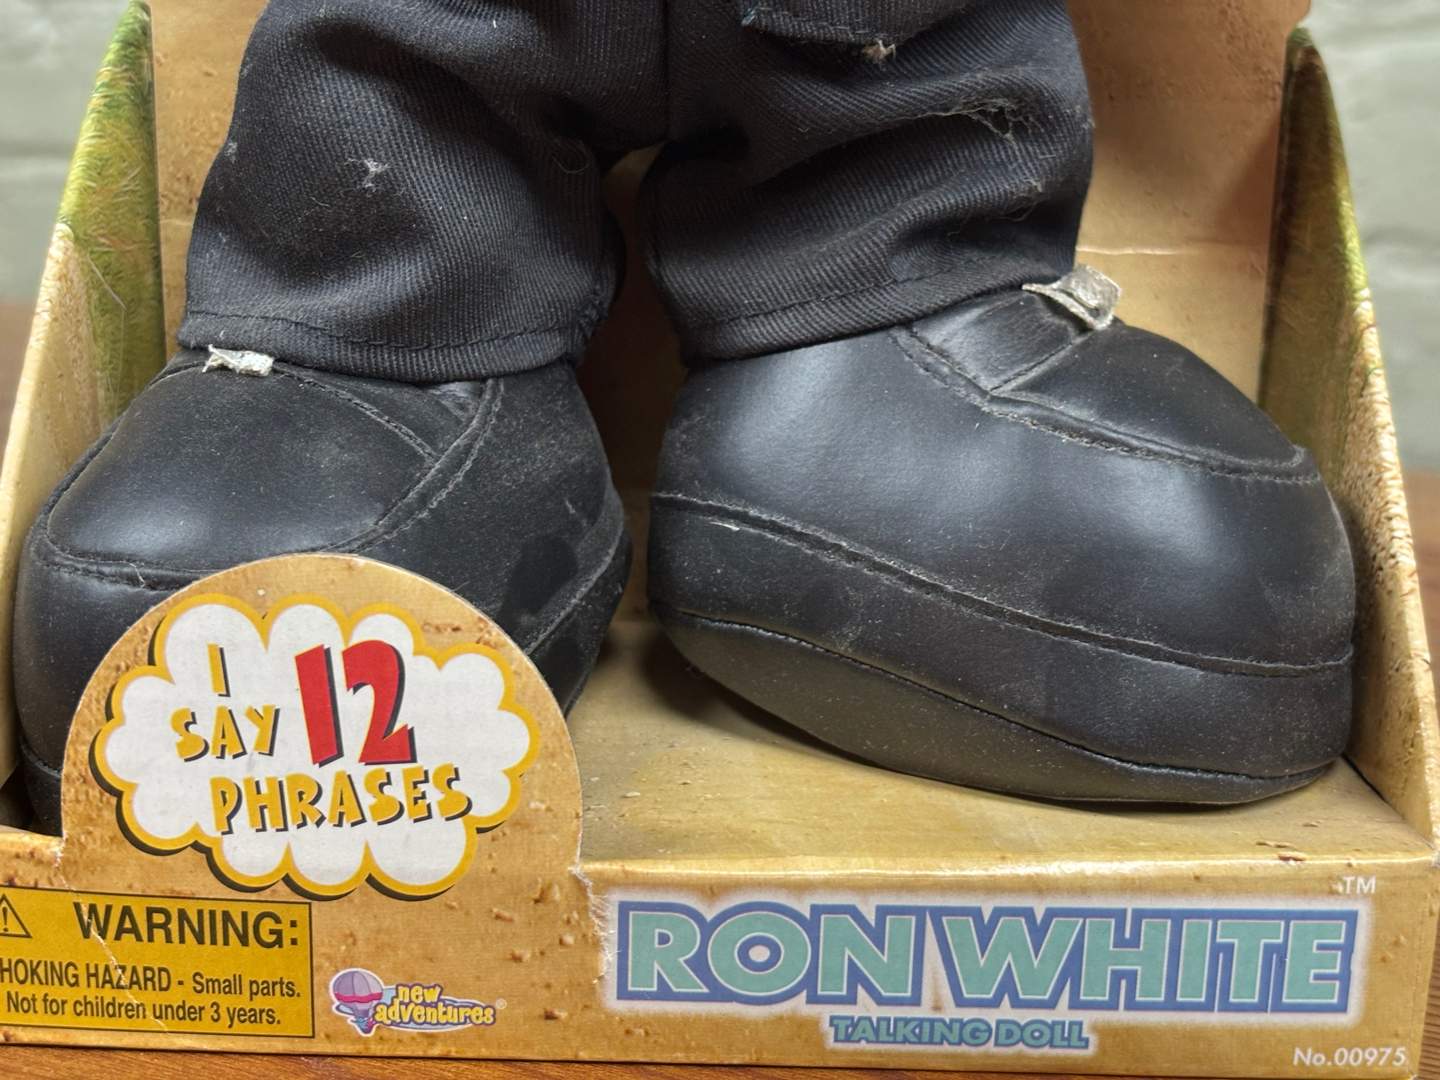 I
SAY 12
PHRASES
WARNING:
HOKING HAZARD - Small parts.
Not for children under 3 years.
new
adventures®
RON WHITE™
TALKING DOLL
No.00975